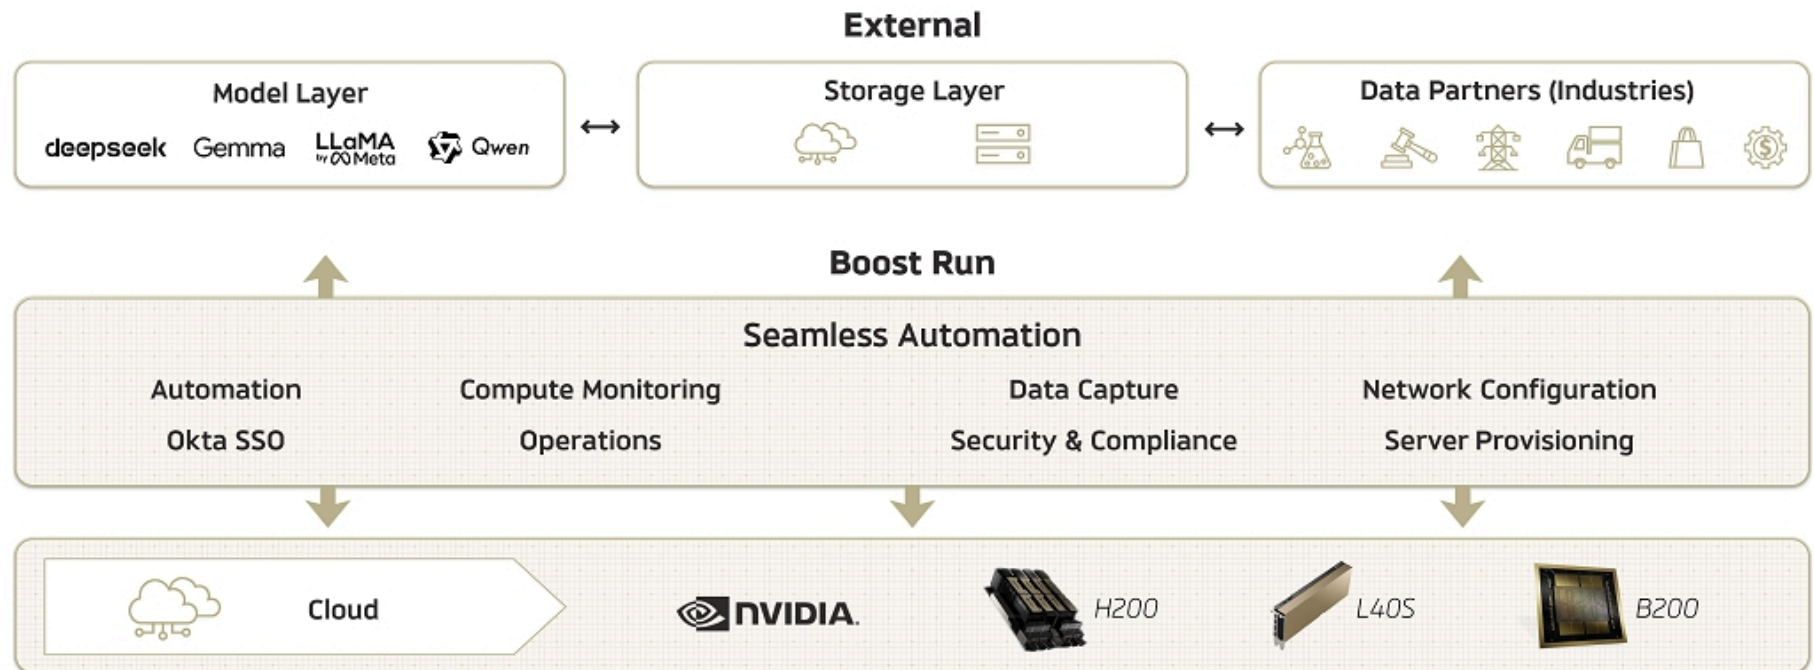 External
Model Layer
deepseek Gemma LLaMA by Meta Qwen
Storage Layer
Data Partners (Industries)
$
Boost Run
Seamless Automation
Automation Compute Monitoring Data Capture Network Configuration
Okta SSO Operations Security & Compliance Server Provisioning
Cloud NVIDIA. H200 L40S B200